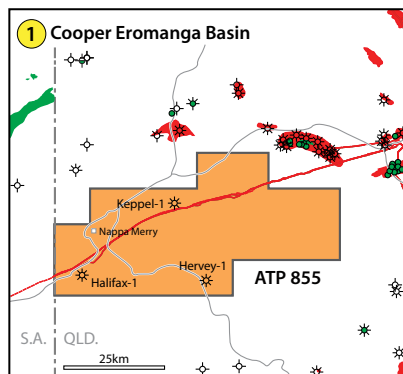 1 Cooper Eromanga Basin
Keppel-1
Nappa Merry
Hervey-1
ATP 855
Halifax-1
S.A. QLD.
25km